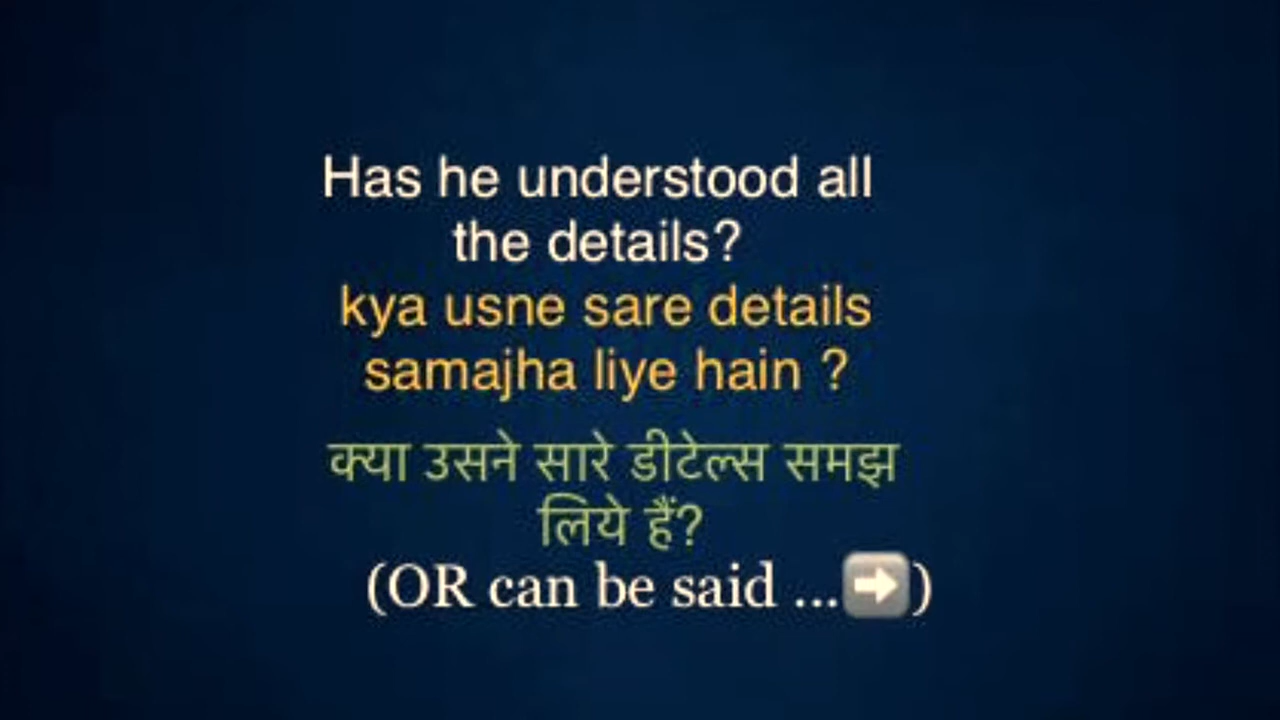 Has he understood all
the details?
kya usne sare details
samajha liye hain ?
क्या उसने सारे डीटेल्स समझ
लिये हैं?
(OR can be said ...➡)